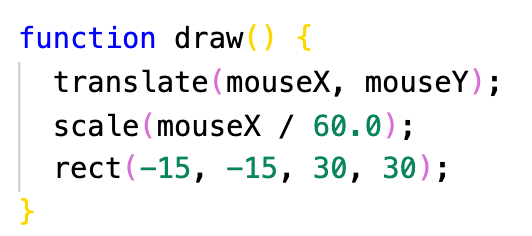 function draw() {
  translate(mouseX, mouseY);
  scale(mouseX / 60.0);
  rect(-15, -15, 30, 30);
}